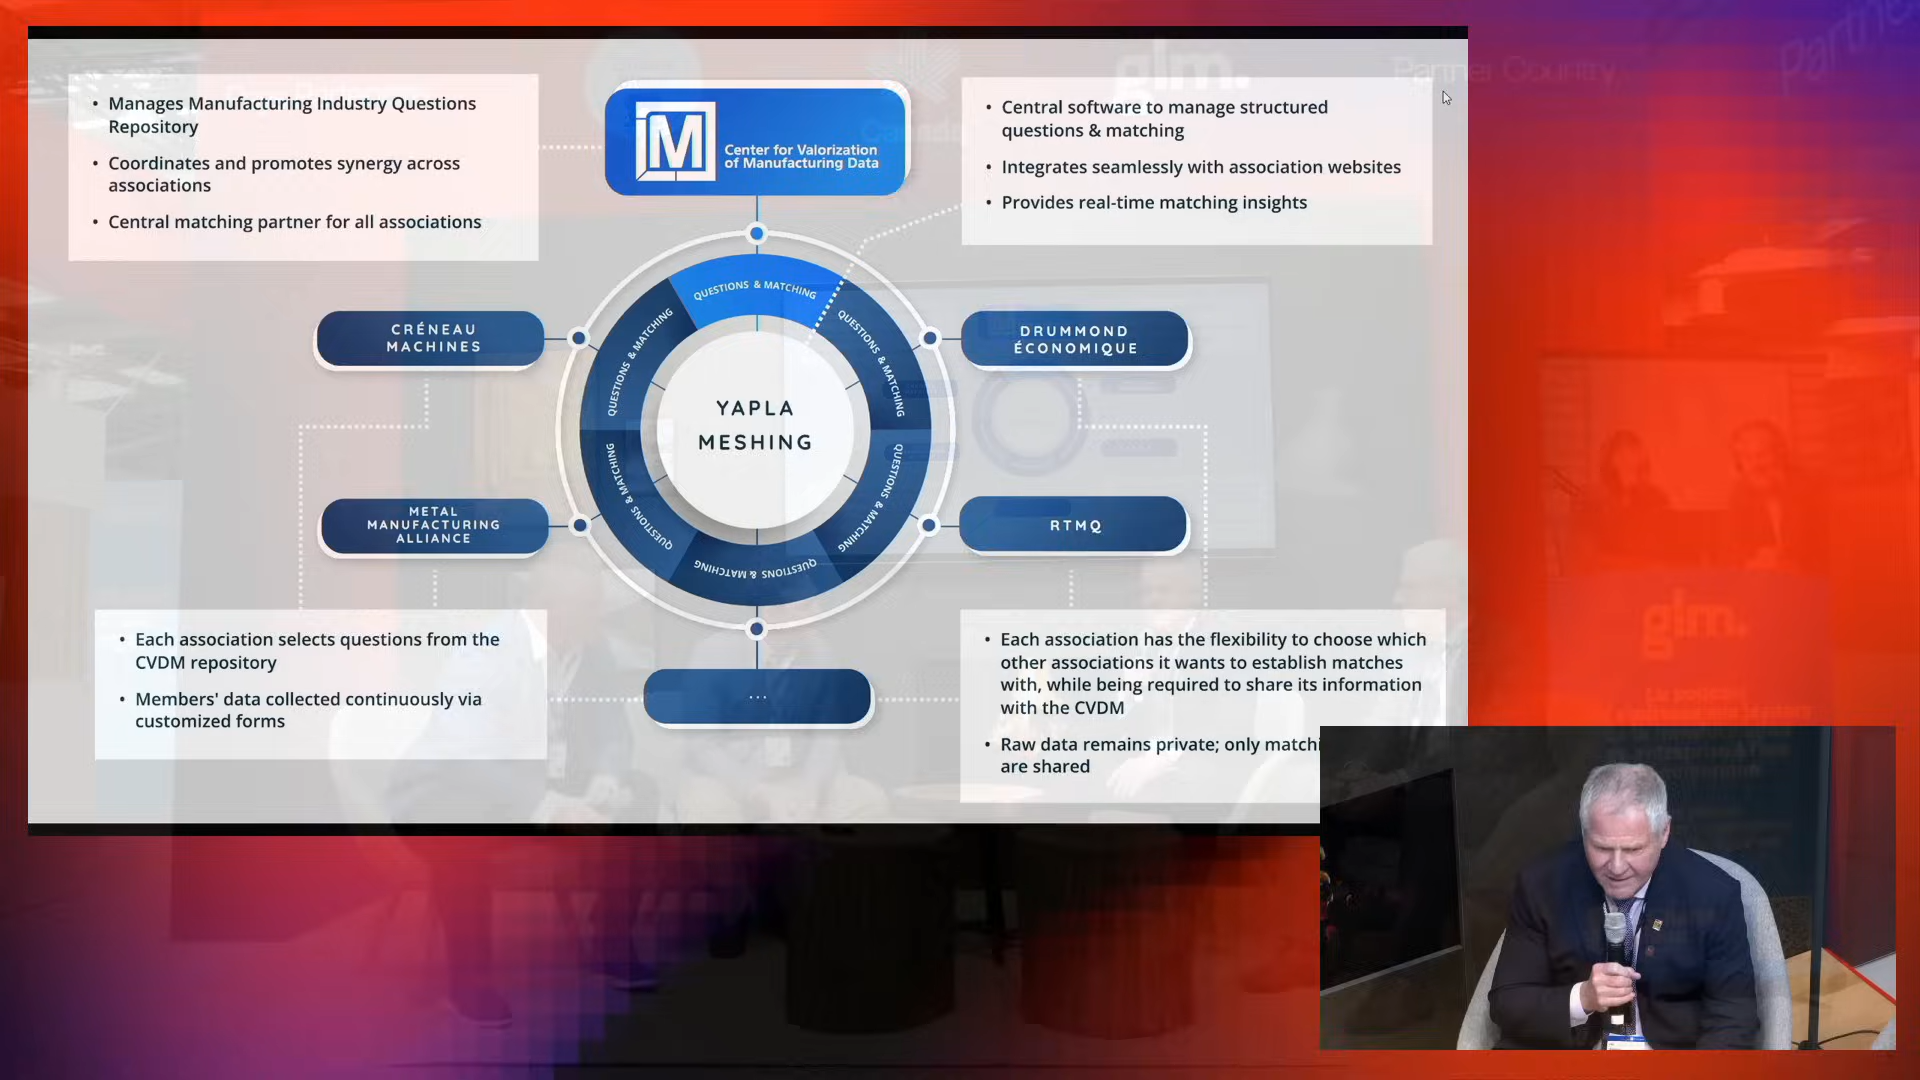 • Manages Manufacturing Industry Questions
Repository
• Coordinates and promotes synergy across
associations
• Central matching partner for all associations
M
Center for Valorization
of Manufacturing Data
• Central software to manage structured
questions & matching
• Integrates seamlessly with association websites
• Provides real-time matching insights
glm.
Partner Country
Partne
QUESTIONS & MATCHING
QUESTIONS & MATCHING
QUESTIONS & MATCHING
QUESTIONS & MATCHING
QUESTIONS & MATCHING
QUESTIONS & MATCHING
YAPLA
MESHING
CRÉNEAU
MACHINES
DRUMMOND
ÉCONOMIQUE
METAL
MANUFACTURING
ALLIANCE
RTMQ
...
• Each association selects questions from the
CVDM repository
• Members' data collected continuously via
customized forms
• Each association has the flexibility to choose which
other associations it wants to establish matches
with, while being required to share its information
with the CVDM
• Raw data remains private; only matchi
are shared
glm.